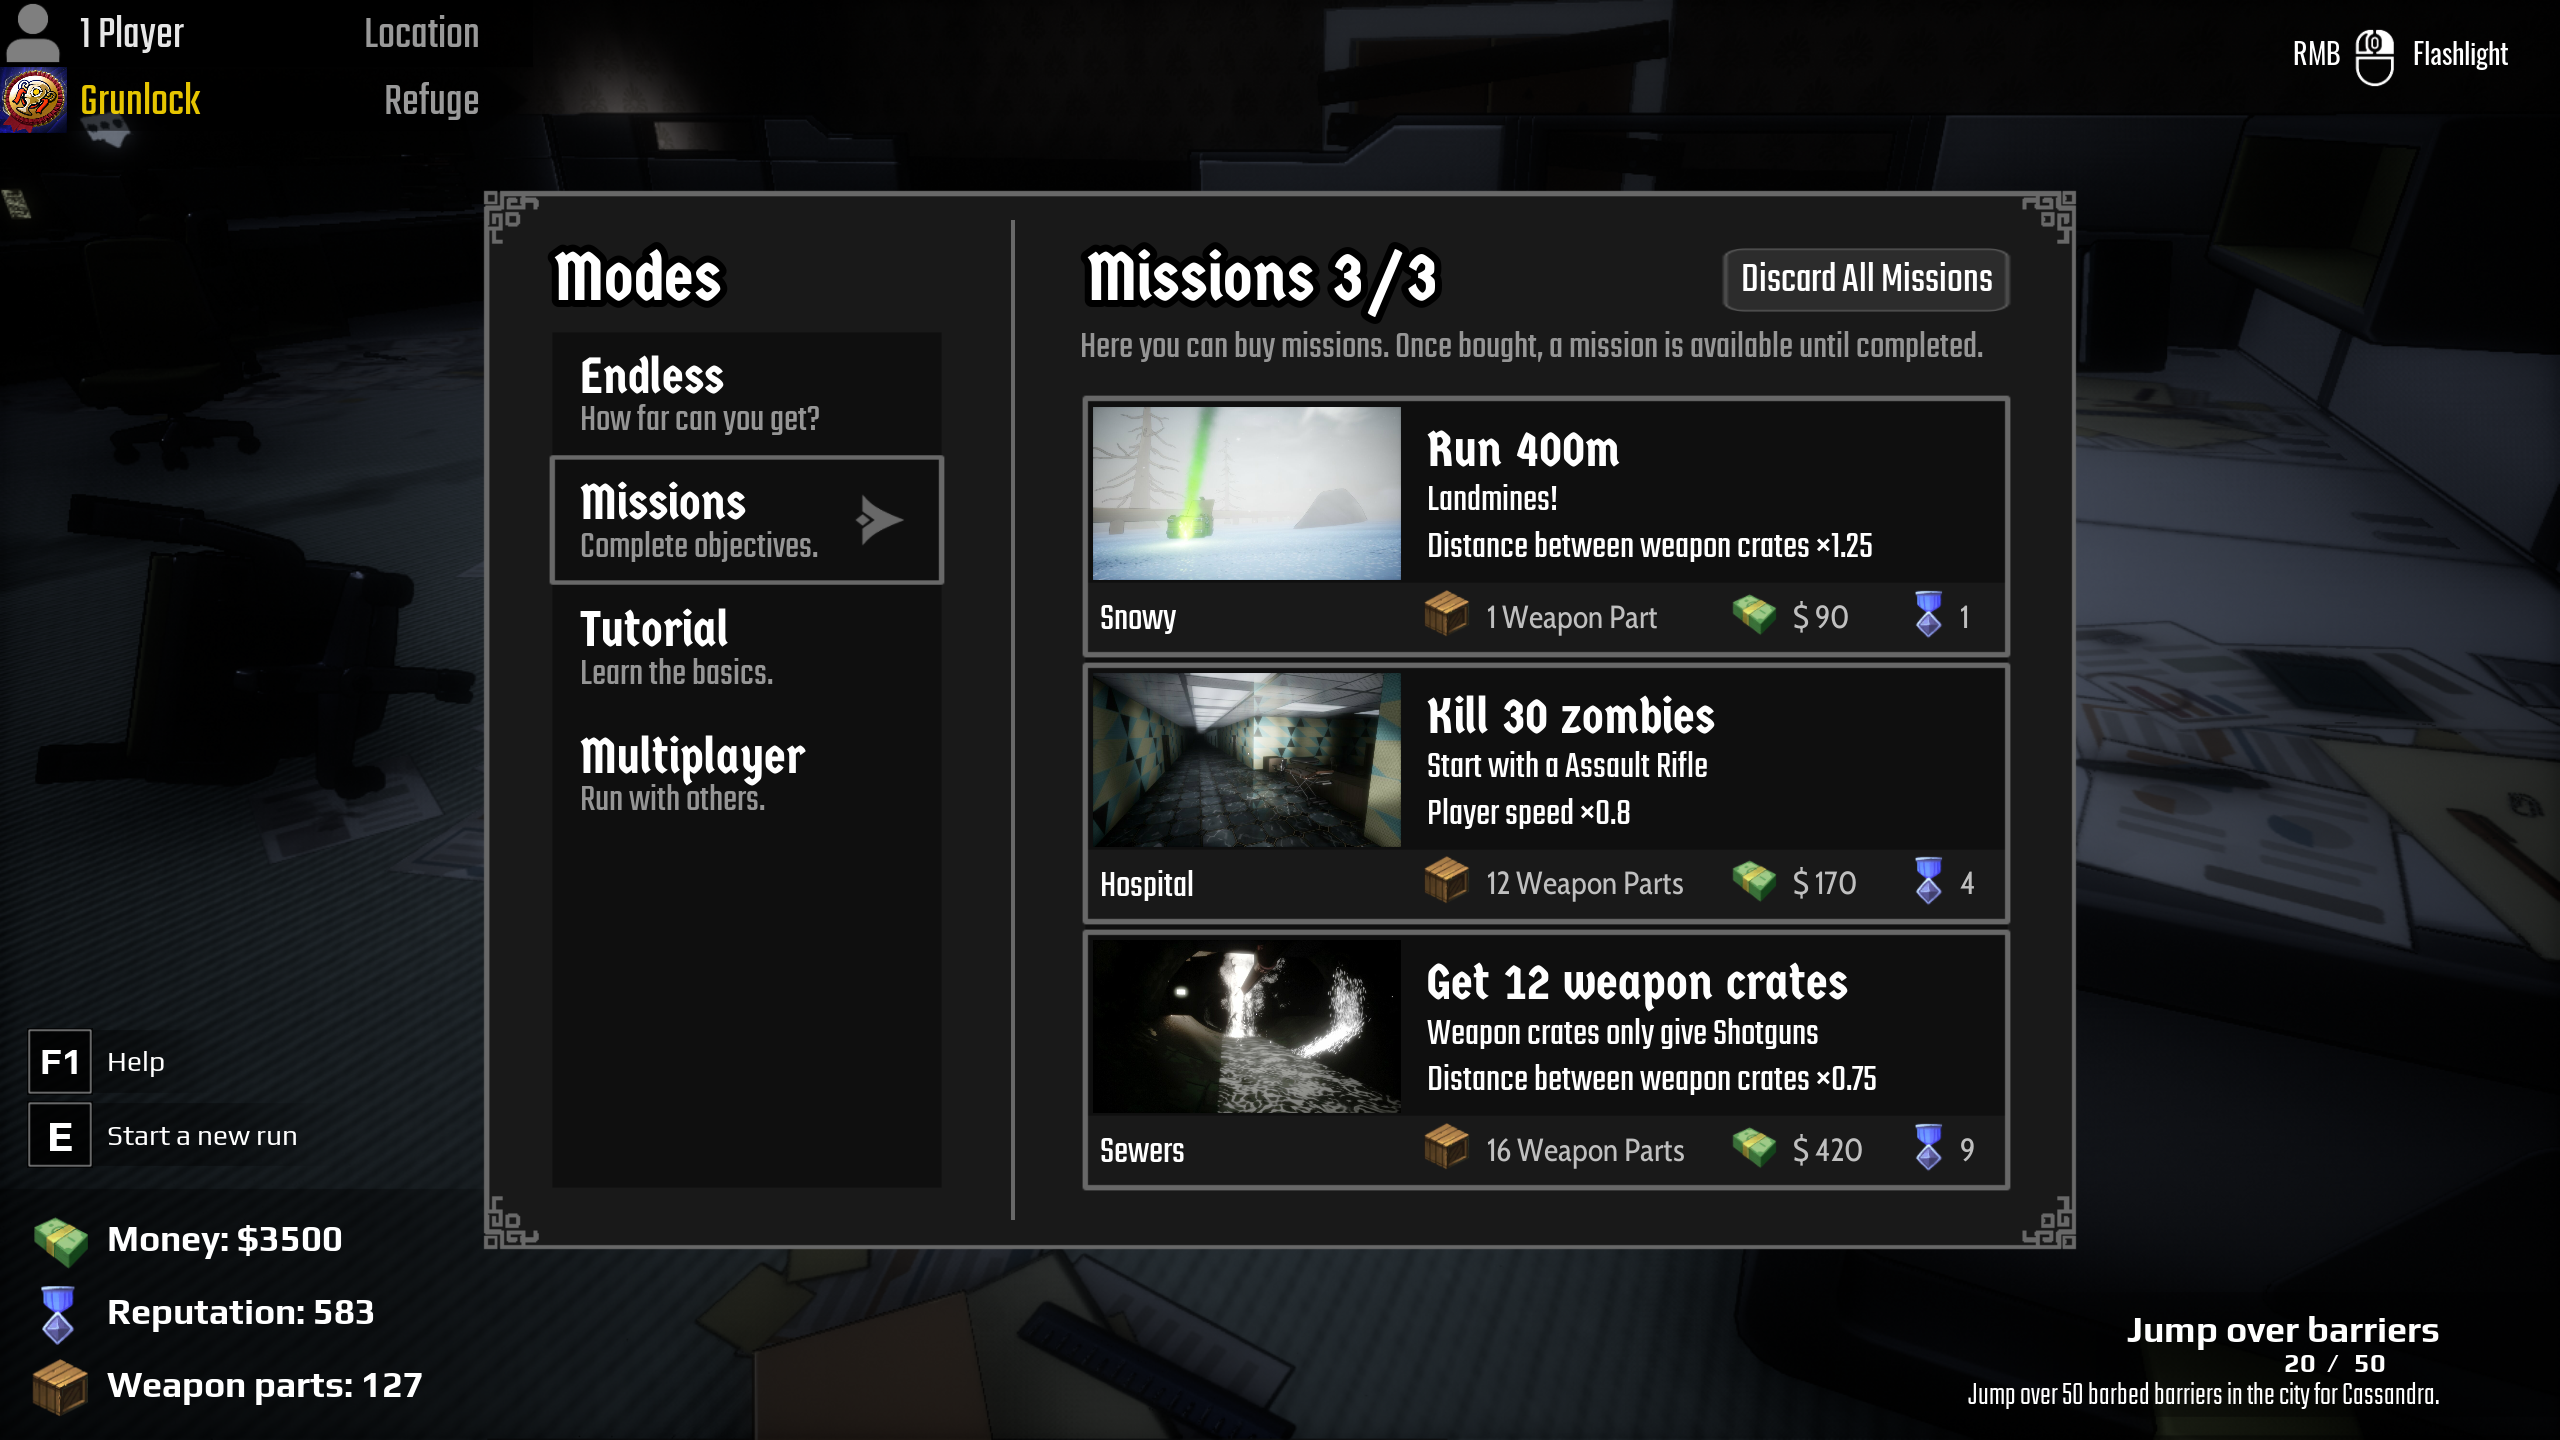 1 Player
Location
Grunlock
Refuge
RMB
Flashlight
Modes
Endless
How far can you get?
Missions
Complete objectives.
Tutorial
Learn the basics.
Multiplayer
Run with others.
Missions 3/3
Discard All Missions
Here you can buy missions. Once bought, a mission is available until completed.
Run 400m
Landmines!
Distance between weapon crates ×1.25
Snowy
1 Weapon Part
$ 90
1
Kill 30 zombies
Start with a Assault Rifle
Player speed ×0.8
Hospital
12 Weapon Parts
$ 170
4
Get 12 weapon crates
Weapon crates only give Shotguns
Distance between weapon crates ×0.75
Sewers
16 Weapon Parts
$ 420
9
F1
Help
E
Start a new run
Money: $3500
Reputation: 583
Weapon parts: 127
Jump over barriers
20 / 50
Jump over 50 barbed barriers in the city for Cassandra.